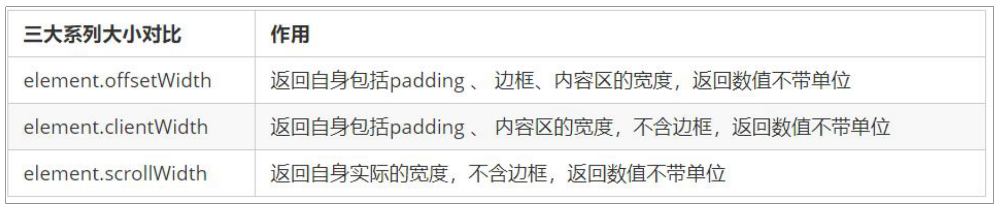 三大系列大小对比 作用
element.offsetWidth 返回自身包括padding 、 边框、内容区的宽度，返回数值不带单位
element.clientWidth 返回自身包括padding 、 内容区的宽度，不含边框，返回数值不带单位
element.scrollWidth 返回自身实际的宽度，不含边框，返回数值不带单位